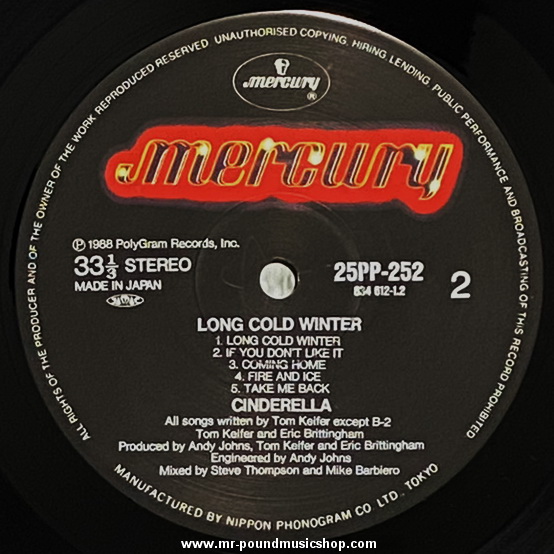 ALL RIGHTS OF THE PRODUCER AND OF THE OWNER OF THE WORK REPRODUCED RESERVED UNAUTHORISED COPYING, HIRING, LENDING, PUBLIC PERFORMANCE AND BROADCASTING OF THIS RECORD PROHIBITED
mercury
®
mercury
Ⓟ 1988 PolyGram Records, Inc.
33 1/3 STEREO
MADE IN JAPAN
25PP-252
834 612-1.2
2
LONG COLD WINTER
1. LONG COLD WINTER
2. IF YOU DON'T LIKE IT
3. COMING HOME
4. FIRE AND ICE
5. TAKE ME BACK
CINDERELLA
All songs written by Tom Keifer except B-2
Tom Keifer and Eric Brittingham
Produced by Andy Johns, Tom Keifer and Eric Brittingham
Engineered by Andy Johns
Mixed by Steve Thompson and Mike Barbiero
MANUFACTURED BY NIPPON PHONOGRAM CO LTD., TOKYO
www.mr-poundmusicshop.com